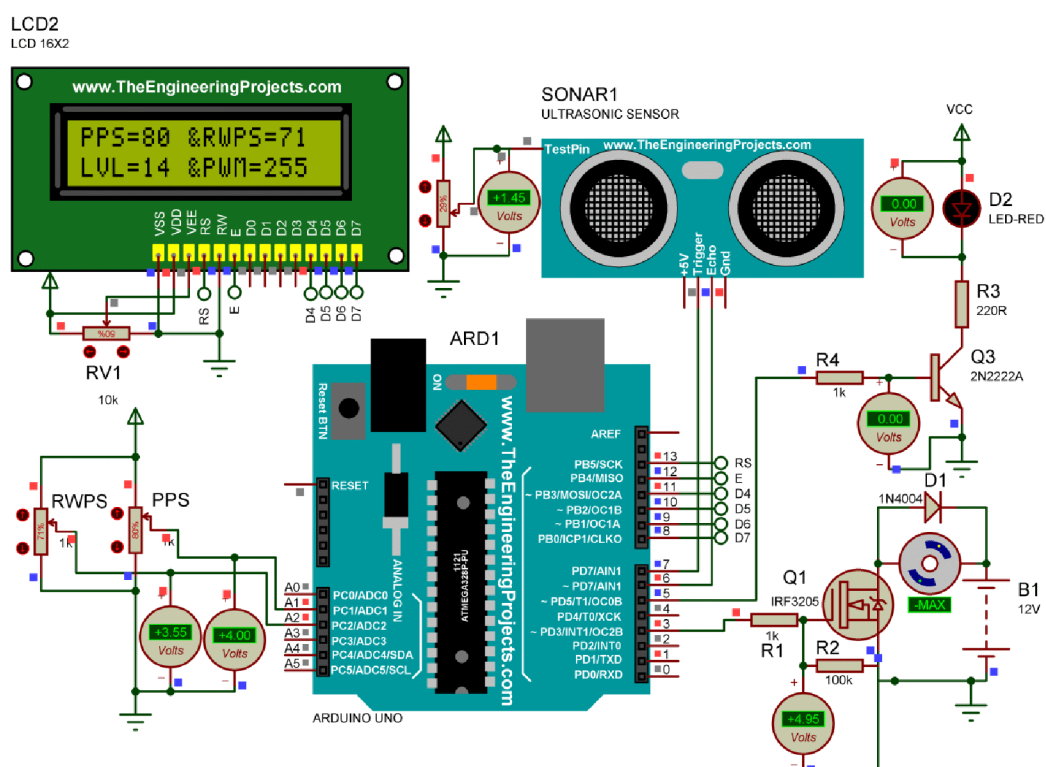 LCD2
LCD 16X2
www.TheEngineeringProjects.com
PPS=80 &RWPS=71
LVL=14 &PWM=255
VSS
VDD
VEE
RS
RW
E
D0
D1
D2
D3
D4
D5
D6
D7
RS
E
D4
D5
D6
D7
50%
RV1
10k
SONAR1
ULTRASONIC SENSOR
TestPin
www.TheEngineeringProjects.com
29%
+1.45
Volts
+5V
Trigger
Echo
Gnd
VCC
0.00
Volts
D2
LED-RED
R3
220R
Q3
2N2222A
R4
1k
0.00
Volts
ARD1
Reset BTN
ON
www.TheEngineeringProjects.com
RESET
ANALOG IN
1121
ATMEGA328P-PU
AREF
PB5/SCK 13 RS
PB4/MISO 12 E
~ PB3/MOSI/OC2A 11 D4
~ PB2/OC1B 10 D5
~ PB1/OC1A 9 D6
PB0/ICP1/CLKO 8 D7
PD7/AIN1 7
~ PD7/AIN1 6
~ PD5/T1/OC0B 5
PD4/T0/XCK 4
~ PD3/INT1/OC2B 3
PD2/INT0 2
PD1/TXD 1
PD0/RXD 0
A0 PC0/ADC0
A1 PC1/ADC1
A2 PC2/ADC2
A3 PC3/ADC3
A4 PC4/ADC4/SDA
A5 PC5/ADC5/SCL
ARDUINO UNO
RWPS
71%
1k
PPS
80%
1k
+3.55
Volts
+4.00
Volts
D1
1N4004
Q1
IRF3205
-MAX
B1
12V
1k
R1
R2
100k
+4.95
Volts